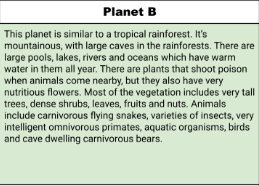 Planet B
This planet is similar to a tropical rainforest. It's
mountainous, with large caves in the rainforests. There are
large pools, lakes, rivers and oceans which have warm
water in them all year. There are plants that shoot poison
when animals come nearby, but they also have very
nutritious flowers. Most of the vegetation includes very tall
trees, dense shrubs, leaves, fruits and nuts. Animals
include carnivorous flying snakes, varieties of insects, very
intelligent omnivorous primates, aquatic organisms, birds
and cave dwelling carnivorous bears.